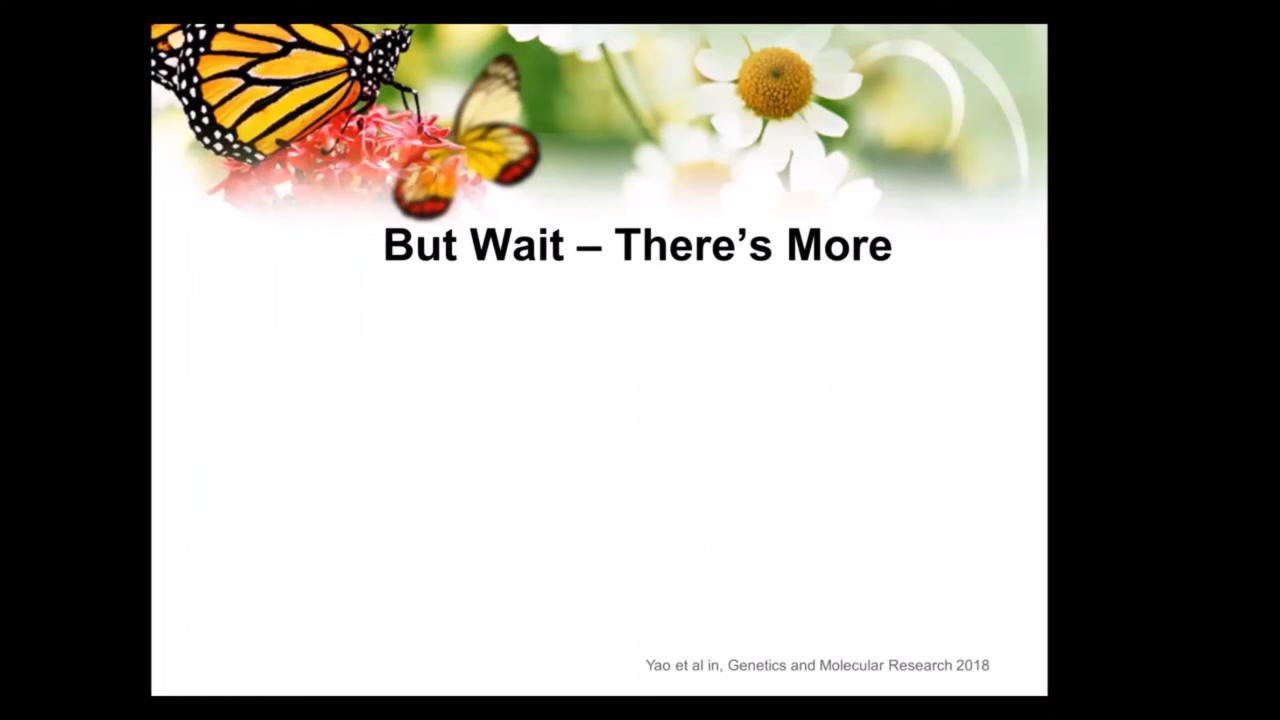 But Wait – There’s More
Yao et al in, Genetics and Molecular Research 2018